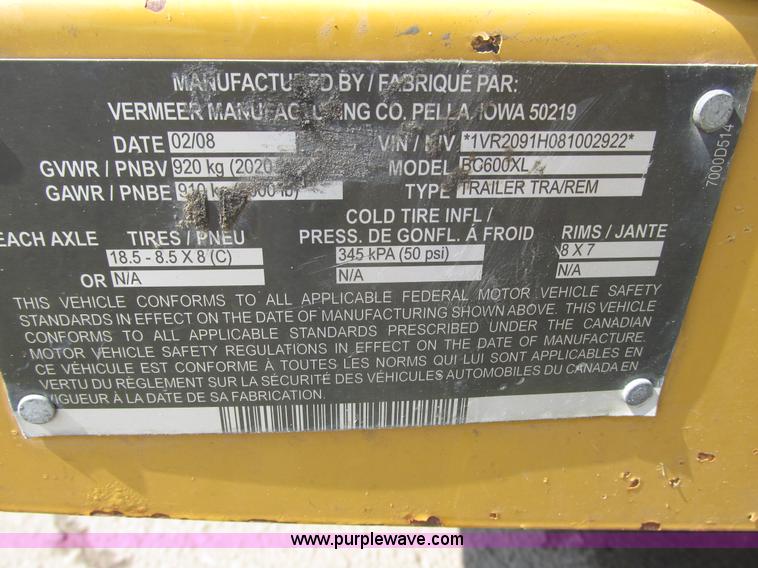 MANUFACTURED BY / FABRIQUÉ PAR:
VERMEER MANUFACTURING CO. PELLA, IOWA 50219
DATE 02/08 VIN / NIV *1VR2091H081002922*
GVWR / PNBV 920 kg (2020 MODEL BC600XL
GAWR / PNBE 910 kg lb) TYPE TRAILER TRA/REM
COLD TIRE INFL /
EACH AXLE TIRES / PNEU PRESS. DE GONFL. Á FROID RIMS / JANTE
18.5 - 8.5 X 8 (C) 345 kPA (50 psi) 8 X 7
OR N/A N/A N/A
THIS VEHICLE CONFORMS TO ALL APPLICABLE FEDERAL MOTOR VEHICLE SAFETY
STANDARDS IN EFFECT ON THE DATE OF MANUFACTURING SHOWN ABOVE. THIS VEHICLE
CONFORMS TO ALL APPLICABLE STANDARDS PRESCRIBED UNDER THE CANADIAN
MOTOR VEHICLE SAFETY REGULATIONS IN EFFECT ON THE DATE OF MANUFACTURE.
CE VÉHICULE EST CONFORME À TOUTES LES NORMS QUI LUI SONT APPLICABLES EN
VERTU DU RÈGLEMENT SUR LA SÉCURITÉ DES VÉHICULES AUTOMOBILES DU CANADA EN
VIGUEUR À LA DATE DE SA FABRICATION.
7000D514
www.purplewave.com